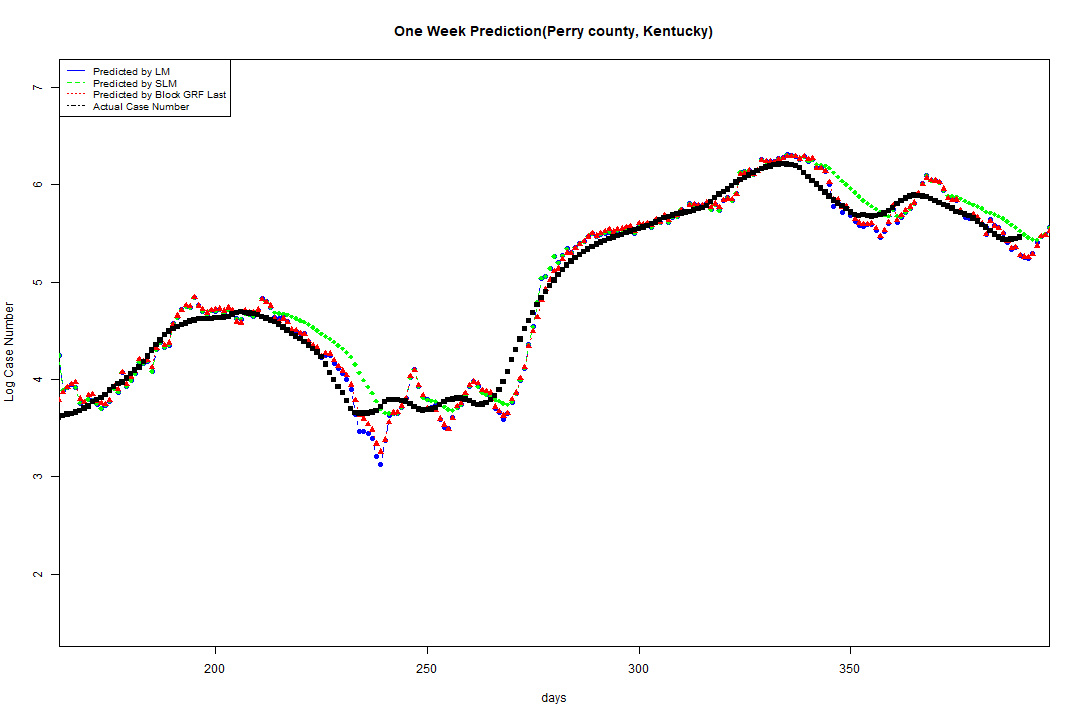 One Week Prediction(Perry county, Kentucky)
Predicted by LM
Predicted by SLM
Predicted by Block GRF Last
Actual Case Number
7
6
5
4
3
2
Log Case Number
200 250 300 350
days